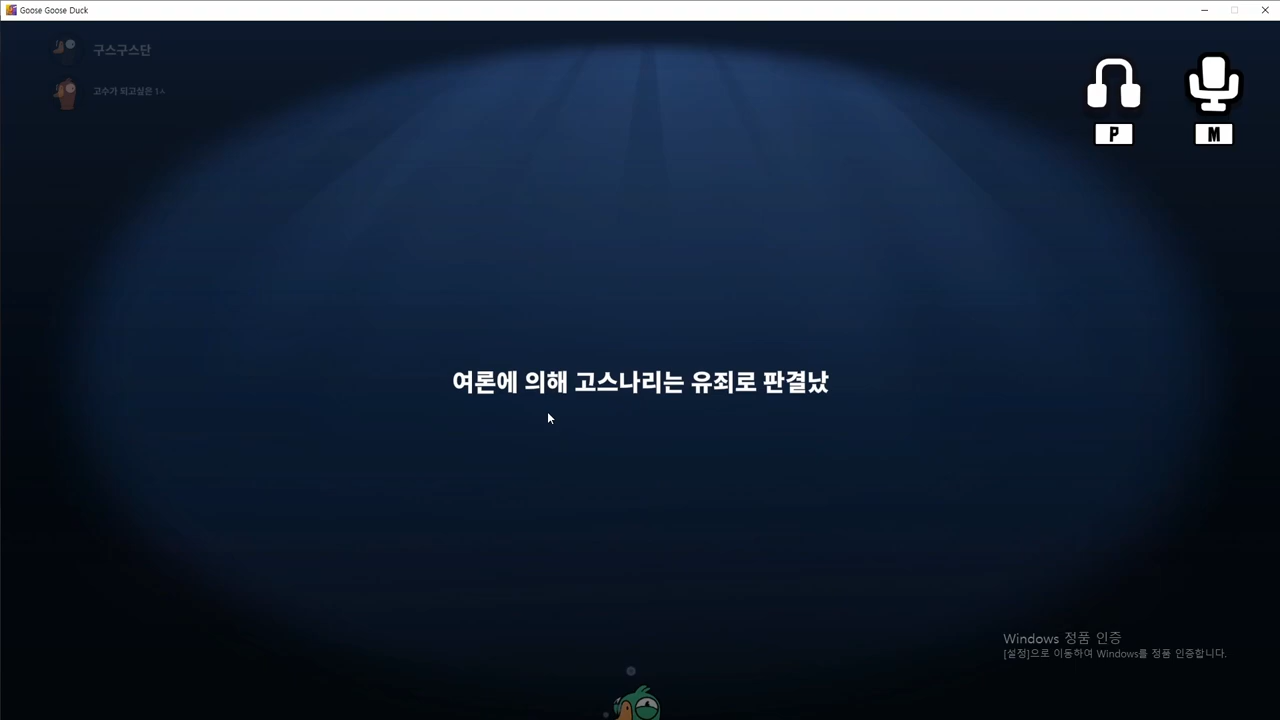 Goose Goose Duck
구스구스단
고수가 되고싶은 1ㅅ
P
M
여론에 의해 고스나리는 유죄로 판결났
Windows 정품 인증
[설정]으로 이동하여 Windows를 정품 인증합니다.